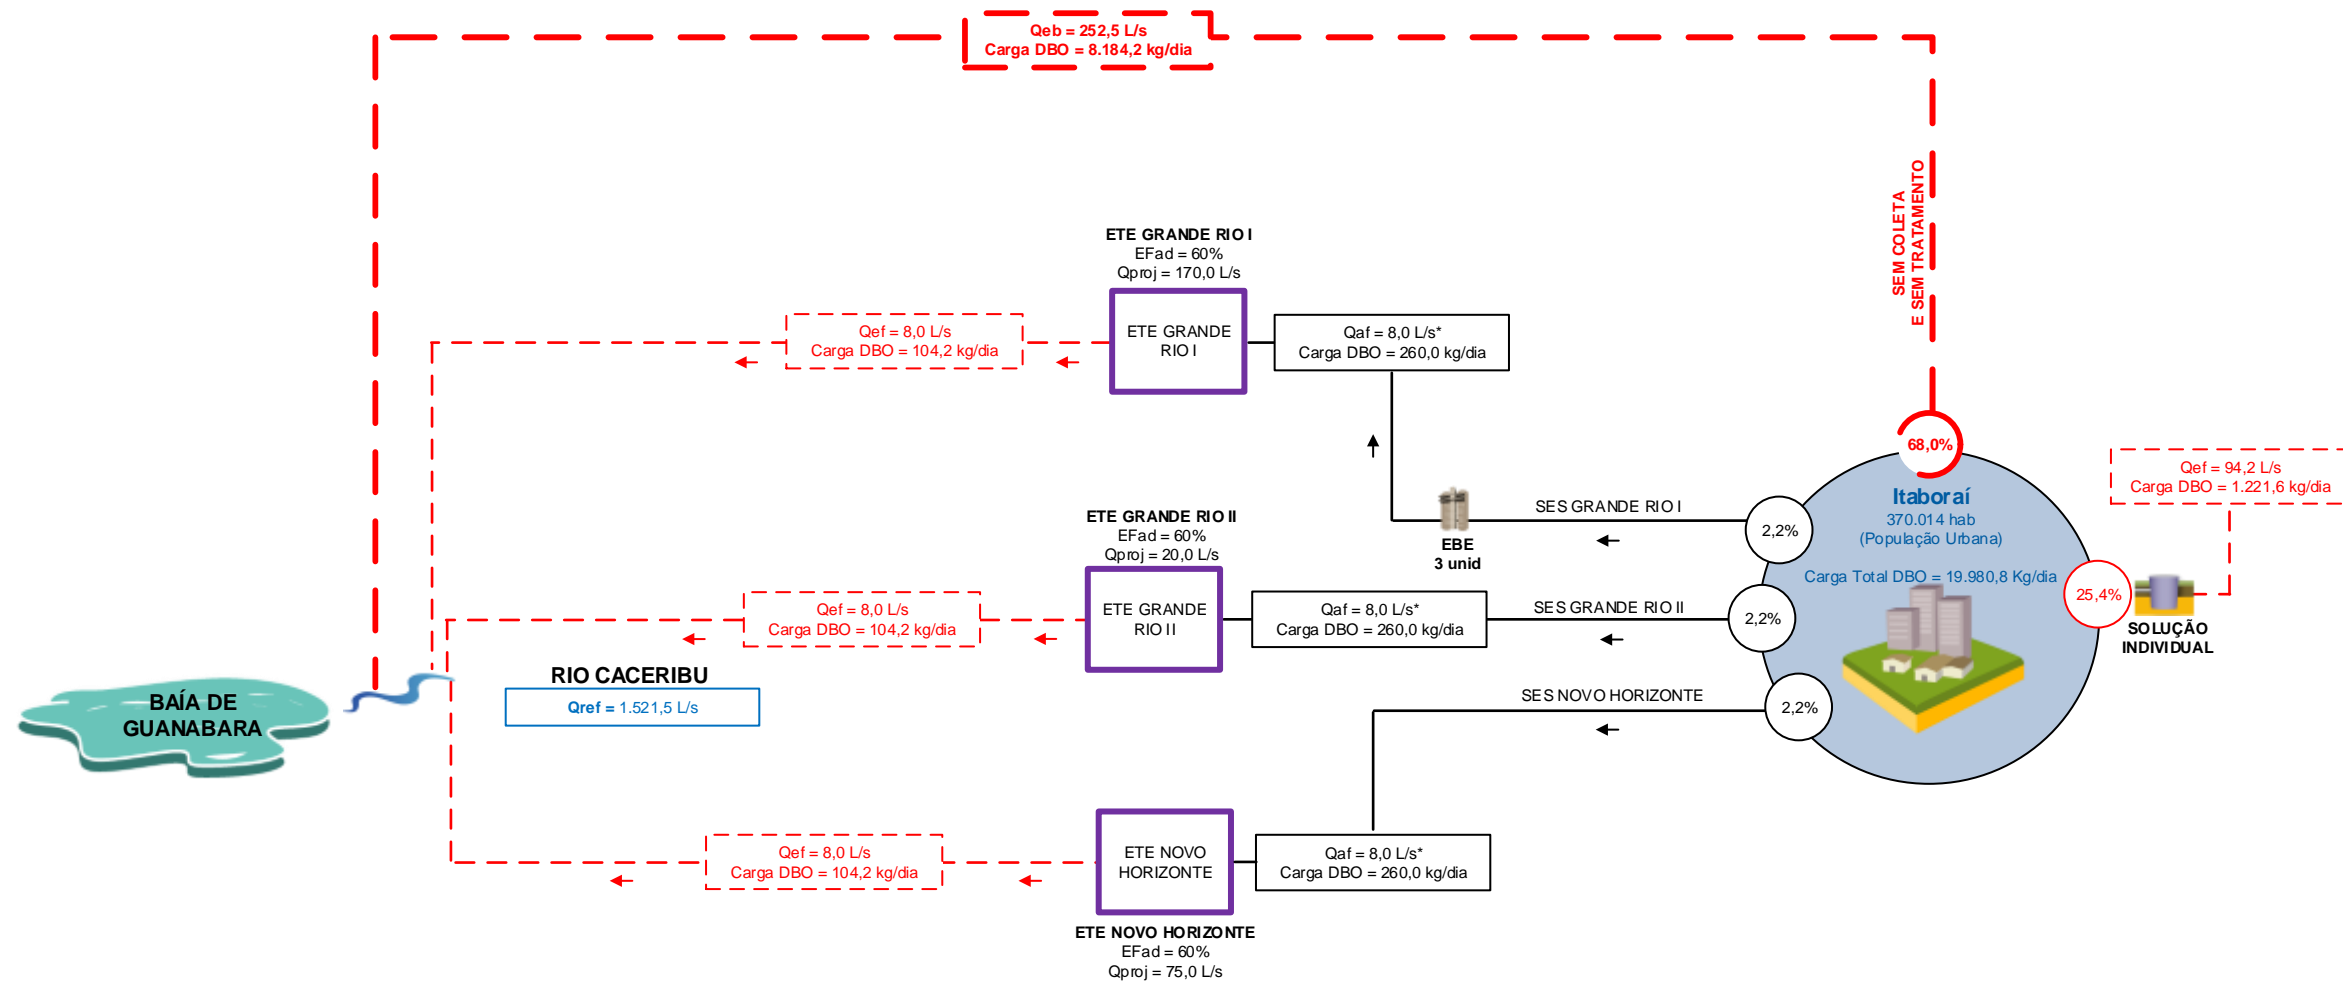 Qeb = 252,5 L/s
Carga DBO = 8.184,2 kg/dia
SEM COLETA
E SEM TRATAMENTO
ETE GRANDE RIO I
EFad = 60%
Qproj = 170,0 L/s
ETE GRANDE
RIO I
Qef = 8,0 L/s
Carga DBO = 104,2 kg/dia
Qaf = 8,0 L/s*
Carga DBO = 260,0 kg/dia
68,0%
Itaboraí
370.014 hab
(População Urbana)
Carga Total DBO = 19.980,8 Kg/dia
Qef = 94,2 L/s
Carga DBO = 1.221,6 kg/dia
25,4%
SOLUÇÃO
INDIVIDUAL
SES GRANDE RIO I
2,2%
EBE
3 unid
ETE GRANDE RIO II
EFad = 60%
Qproj = 20,0 L/s
ETE GRANDE
RIO II
Qef = 8,0 L/s
Carga DBO = 104,2 kg/dia
Qaf = 8,0 L/s*
Carga DBO = 260,0 kg/dia
SES GRANDE RIO II
2,2%
RIO CACERIBU
Qref = 1.521,5 L/s
BAÍA DE
GUANABARA
SES NOVO HORIZONTE
2,2%
Qef = 8,0 L/s
Carga DBO = 104,2 kg/dia
ETE NOVO
HORIZONTE
Qaf = 8,0 L/s*
Carga DBO = 260,0 kg/dia
ETE NOVO HORIZONTE
EFad = 60%
Qproj = 75,0 L/s